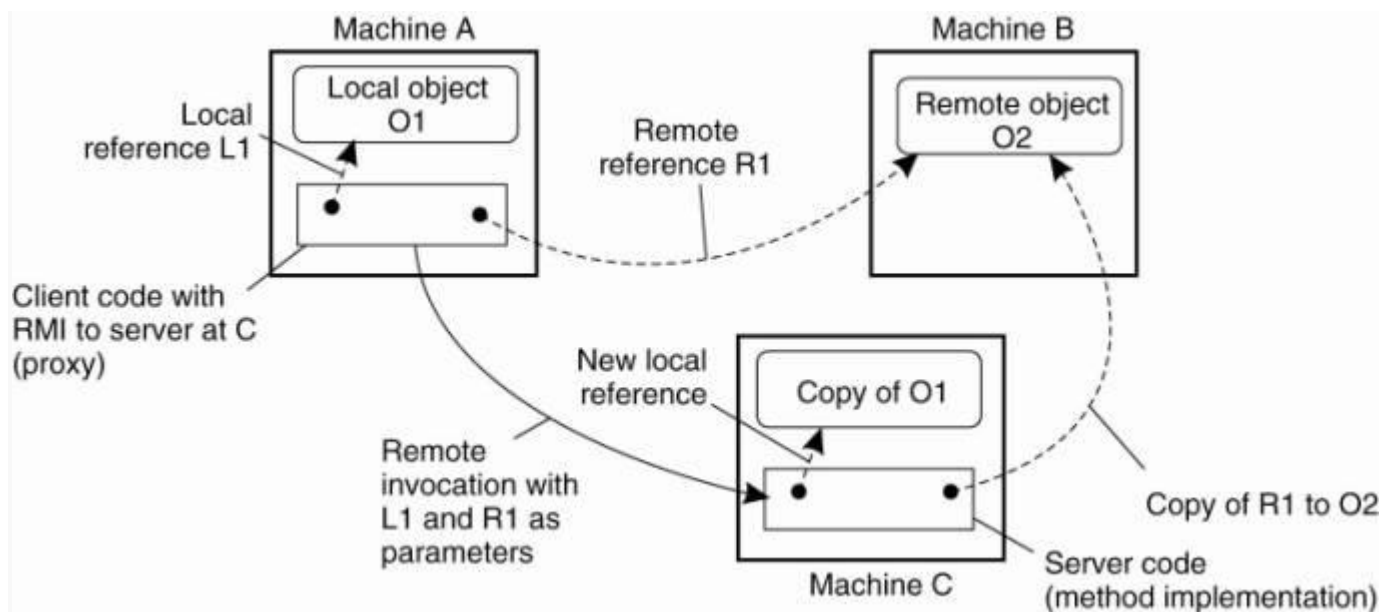 Machine A
Machine B
Local object
O1
Remote object
O2
Local
reference L1
Remote
reference R1
Client code with
RMI to server at C
(proxy)
New local
reference
Copy of O1
Remote
invocation with
L1 and R1 as
parameters
Copy of R1 to O2
Server code
(method implementation)
Machine C